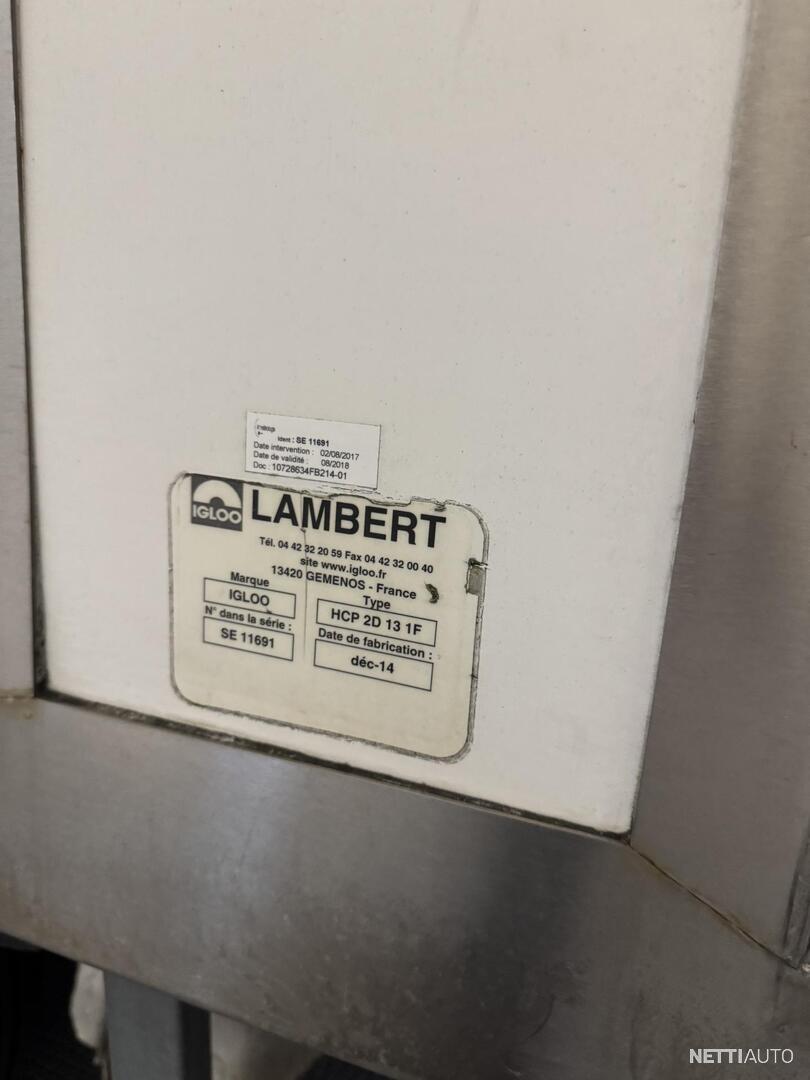 Ident : SE 11691
Date intervention : 02/08/2017
Date de validité : 08/2018
Doc : 10728634FB214-01
IGLOO
LAMBERT
Tél. 04 42 32 20 59 Fax 04 42 32 00 40
site www.igloo.fr
13420 GEMENOS - France
Marque
IGLOO
Type
HCP 2D 13 1F
N° dans la série :
SE 11691
Date de fabrication :
déc-14
NETTIAUTO